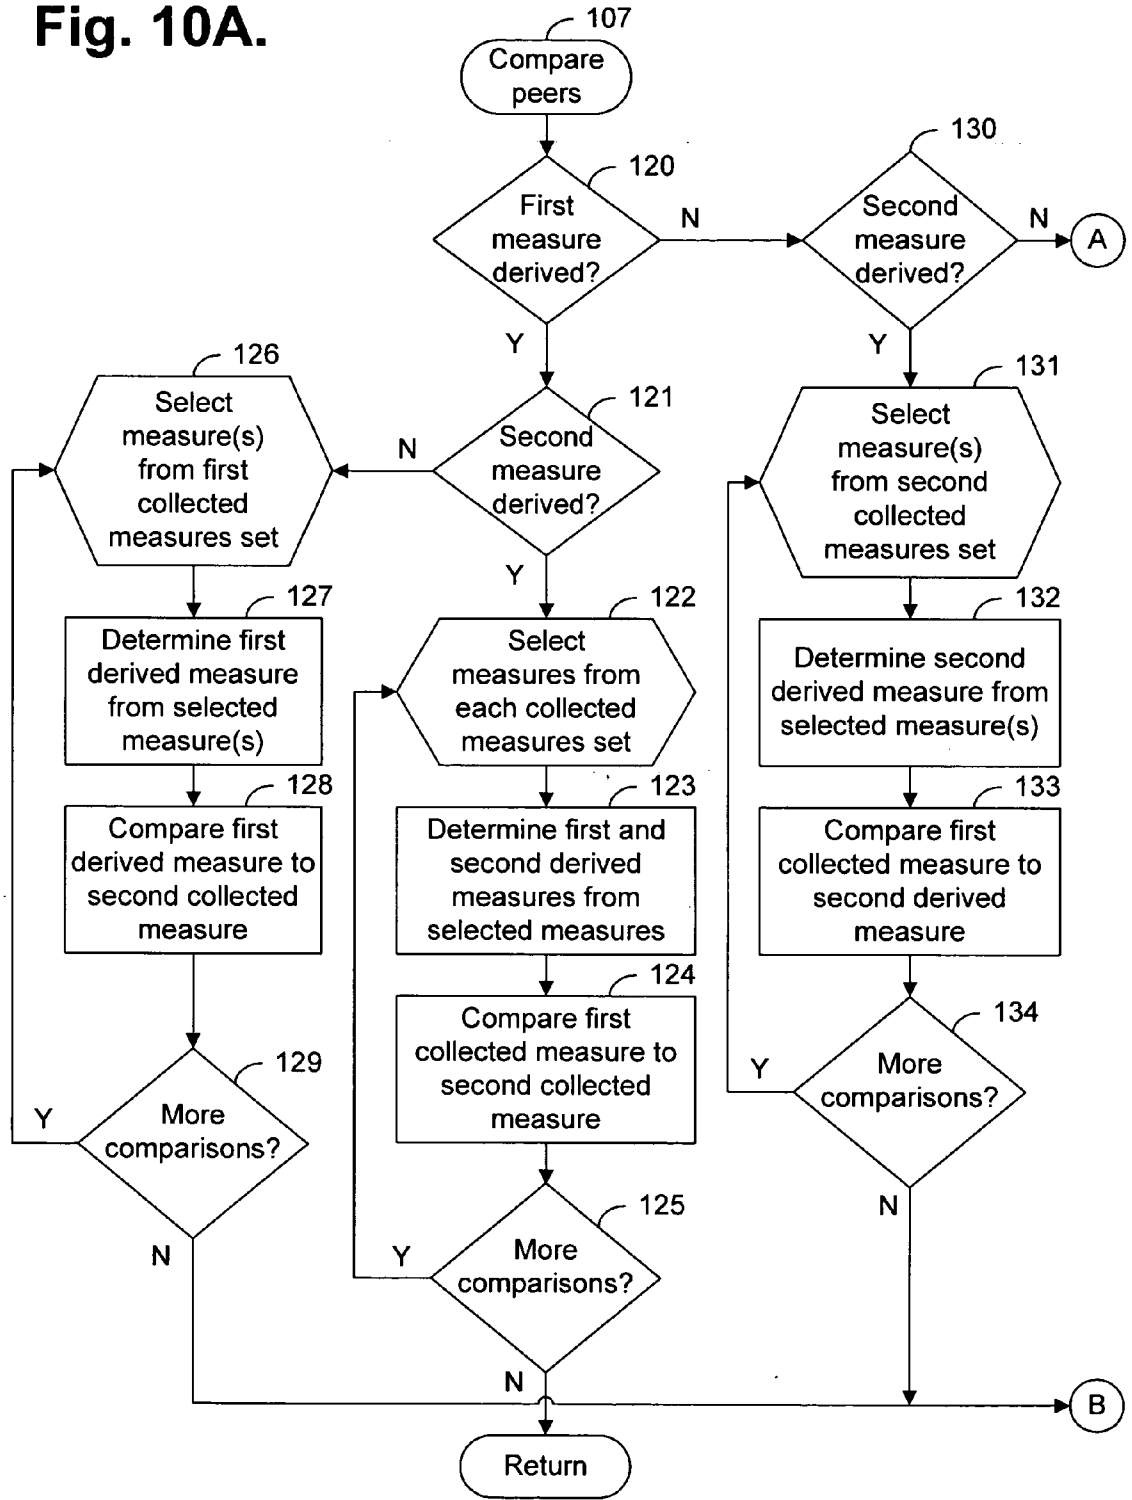 Fig. 10A.
107
Compare
peers
120
First
measure
derived?
N
Y
130
Second
measure
derived?
N
A
Y
121
Second
measure
derived?
N
Y
126
Select
measure(s)
from first
collected
measures set
127
Determine first
derived measure
from selected
measure(s)
128
Compare first
derived measure to
second collected
measure
129
More
comparisons?
Y
N
122
Select
measures from
each collected
measures set
123
Determine first and
second derived
measures from
selected measures
124
Compare first
collected measure to
second collected
measure
125
More
comparisons?
Y
N
131
Select
measure(s)
from second
collected
measures set
132
Determine second
derived measure from
selected measure(s)
133
Compare first
collected measure to
second derived
measure
134
More
comparisons?
Y
N
B
Return